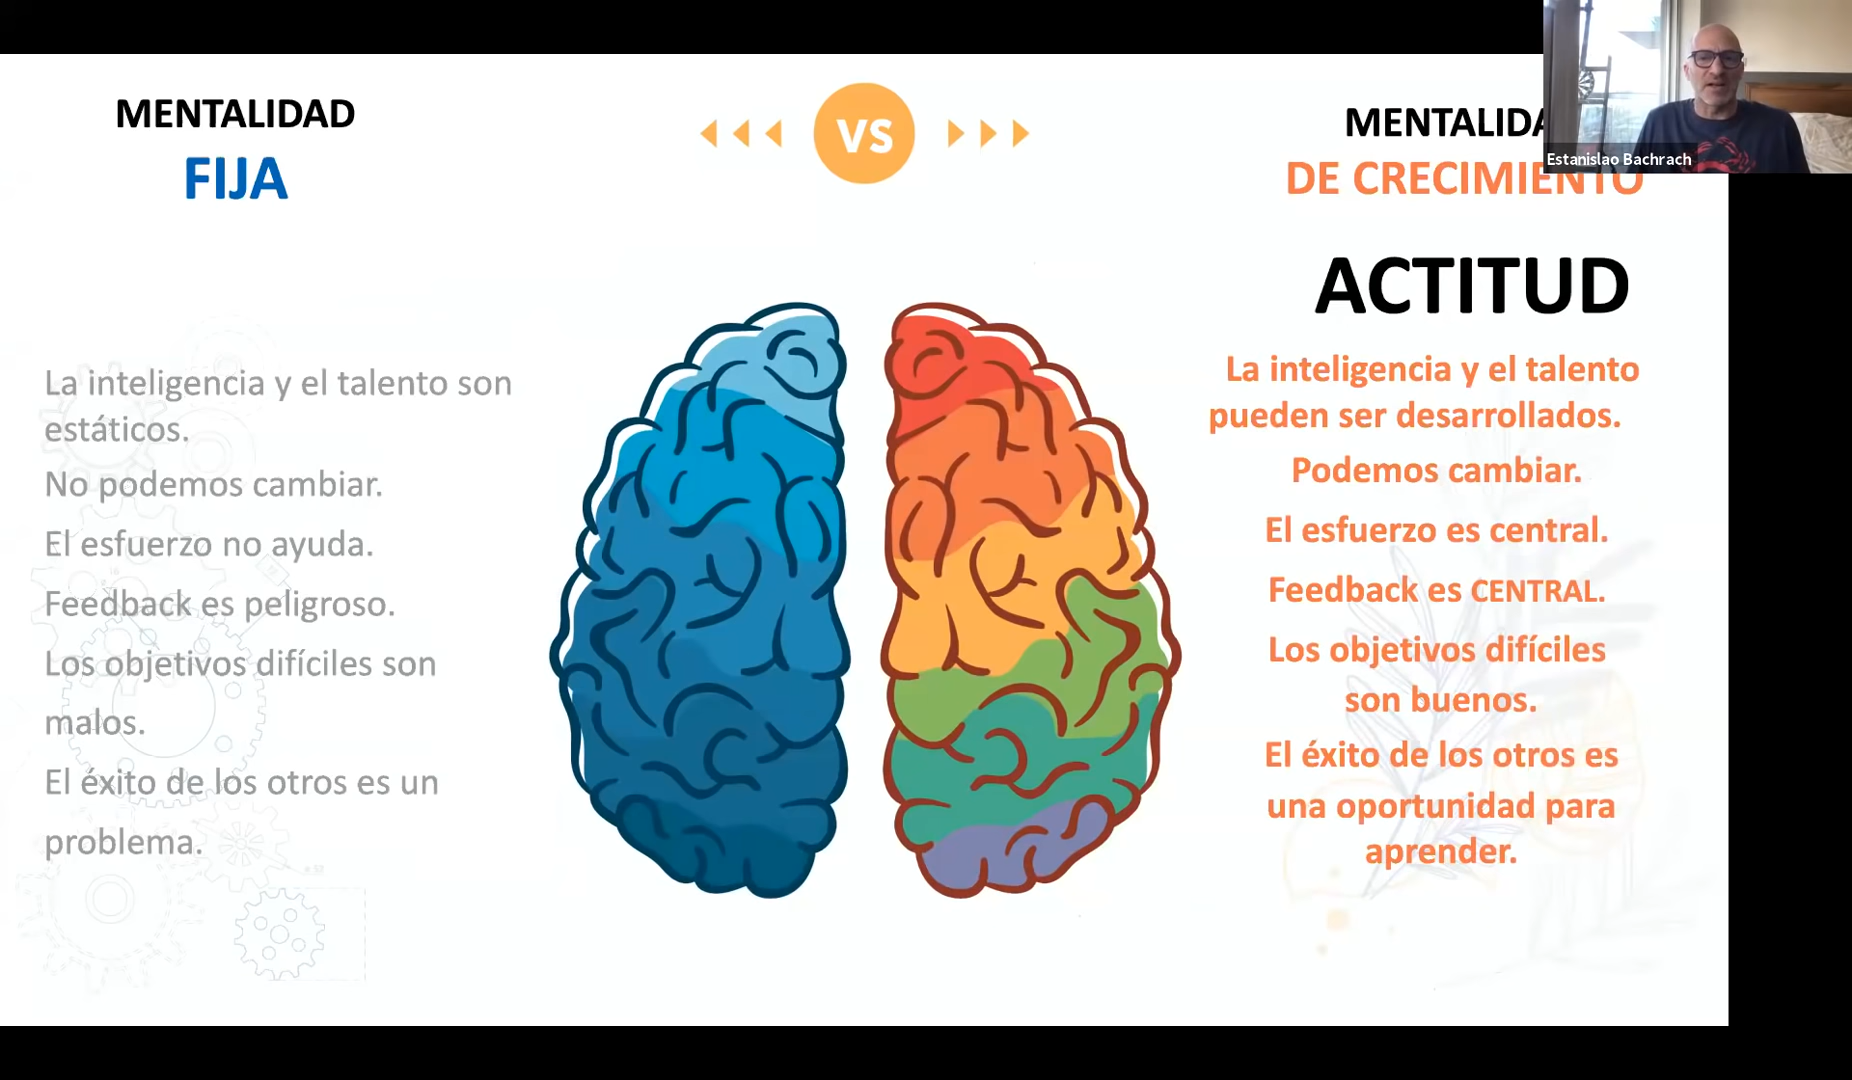 MENTALIDAD
FIJA
VS
MENTALIDA
DE CRECIMIENTO
Estanislao Bachrach
ACTITUD
La inteligencia y el talento son
estáticos.
No podemos cambiar.
El esfuerzo no ayuda.
Feedback es peligroso.
Los objetivos difíciles son
malos.
El éxito de los otros es un
problema.
La inteligencia y el talento
pueden ser desarrollados.
Podemos cambiar.
El esfuerzo es central.
Feedback es CENTRAL.
Los objetivos difíciles
son buenos.
El éxito de los otros es
una oportunidad para
aprender.